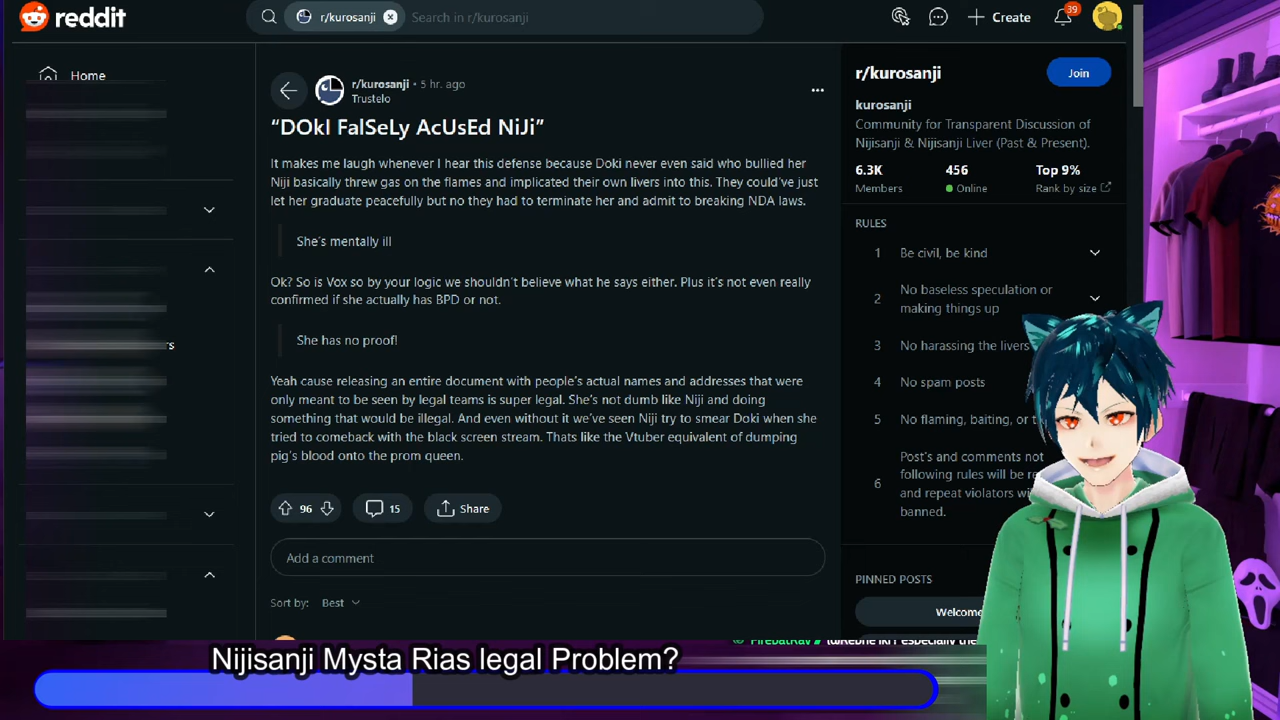 reddit
r/kurosanji
Search in r/kurosanji
Create
39
Home
r/kurosanji • 5 hr. ago
Trustelo
“DOkI FalSeLy AcUsEd NiJi”
It makes me laugh whenever I hear this defense because Doki never even said who bullied her
Niji basically threw gas on the flames and implicated their own livers into this. They could’ve just
let her graduate peacefully but no they had to terminate her and admit to breaking NDA laws.
She’s mentally ill
Ok? So is Vox so by your logic we shouldn’t believe what he says either. Plus it’s not even really
confirmed if she actually has BPD or not.
She has no proof!
Yeah cause releasing an entire document with people’s actual names and addresses that were
only meant to be seen by legal teams is super legal. She’s not dumb like Niji and doing
something that would be illegal. And even without it we’ve seen Niji try to smear Doki when she
tried to comeback with the black screen stream. Thats like the Vtuber equivalent of dumping
pig’s blood onto the prom queen.
96
15
Share
Add a comment
Sort by: Best
r/kurosanji
Join
kurosanji
Community for Transparent Discussion of
Nijisanji & Nijisanji Liver (Past & Present).
6.3K 456 Top 9%
Members Online Rank by size
RULES
1 Be civil, be kind
2 No baseless speculation or
making things up
3 No harassing the livers
4 No spam posts
5 No flaming, baiting, or
6 Post's and comments not
following rules will be
and repeat violators
banned.
PINNED POSTS
Welcome
especially
Nijisanji Mysta Rias legal Problem?